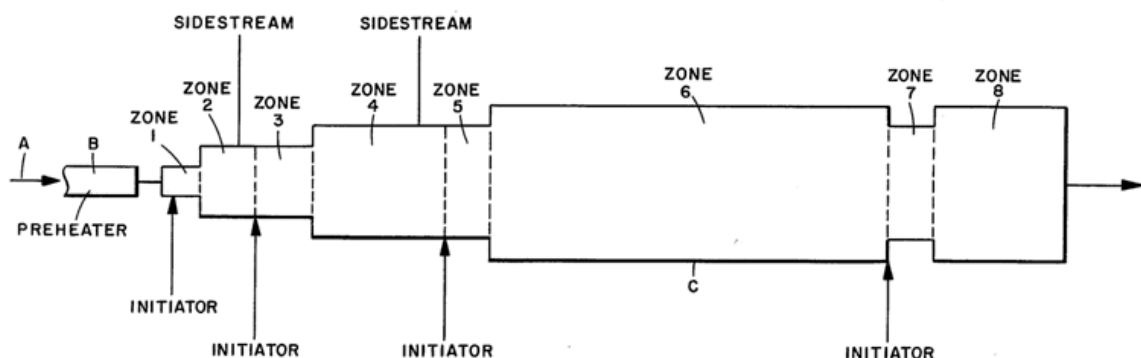 SIDESTREAM
SIDESTREAM
ZONE
2
ZONE
3
ZONE
4
ZONE
5
ZONE
6
ZONE
7
ZONE
8
ZONE
1
A
B
PREHEATER
C
INITIATOR
INITIATOR
INITIATOR
INITIATOR